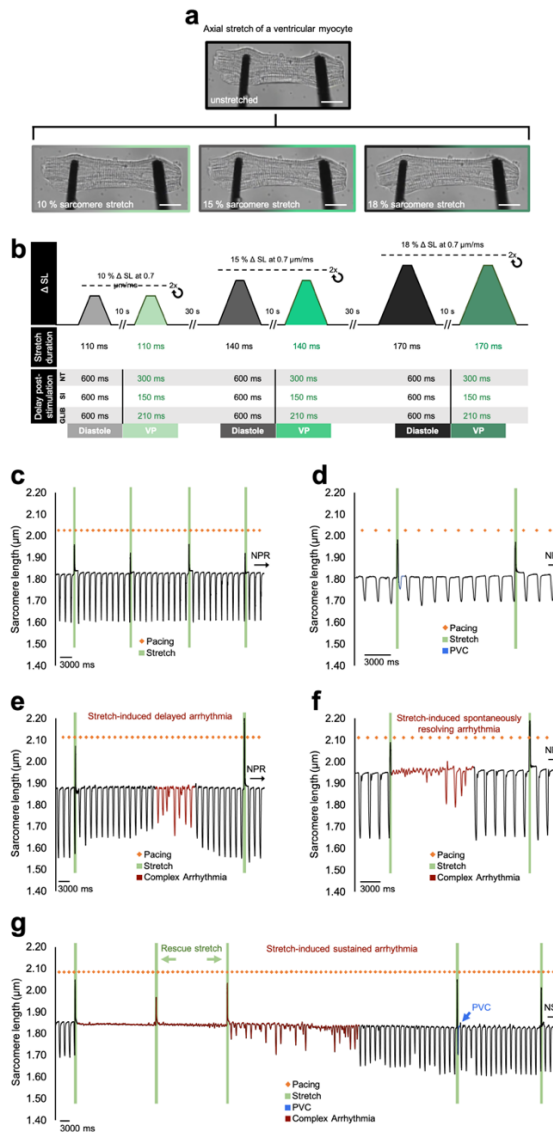 a
Axial stretch of a ventricular myocyte
unstretched
10 % sarcomere stretch
15 % sarcomere stretch
18 % sarcomere stretch
b
Δ SL
10 % Δ SL at 0.7
µm/ms
2x
15 % Δ SL at 0.7 µm/ms
2x
18 % Δ SL at 0.7 µm/ms
2x
10 s
30 s
10 s
30 s
10 s
Stretch
duration
110 ms
110 ms
140 ms
140 ms
170 ms
170 ms
Delay post-
stimulation
NT
600 ms
300 ms
600 ms
300 ms
600 ms
300 ms
SI
600 ms
150 ms
600 ms
150 ms
600 ms
150 ms
GLIB
600 ms
210 ms
600 ms
210 ms
600 ms
210 ms
Diastole
VP
Diastole
VP
Diastole
VP
c
Sarcomere length (µm)
2.20
2.10
2.00
1.90
1.80
1.70
1.60
1.50
1.40
NPR
Pacing
Stretch
3000 ms
d
Sarcomere length (µm)
2.20
2.10
2.00
1.90
1.80
1.70
1.60
1.50
1.40
Pacing
Stretch
PVC
3000 ms
e
Stretch-induced delayed arrhythmia
Sarcomere length (µm)
2.20
2.10
2.00
1.90
1.80
1.70
1.60
1.50
1.40
NPR
Pacing
Stretch
Complex Arrhythmia
3000 ms
f
Stretch-induced spontaneously
resolving arrhythmia
Sarcomere length (µm)
2.20
2.10
2.00
1.90
1.80
1.70
1.60
1.50
1.40
Pacing
Stretch
Complex Arrhythmia
3000 ms
g
Rescue stretch
Stretch-induced sustained arrhythmia
Sarcomere length (µm)
2.20
2.10
2.00
1.90
1.80
1.70
1.60
1.50
1.40
PVC
Pacing
Stretch
PVC
Complex Arrhythmia
3000 ms